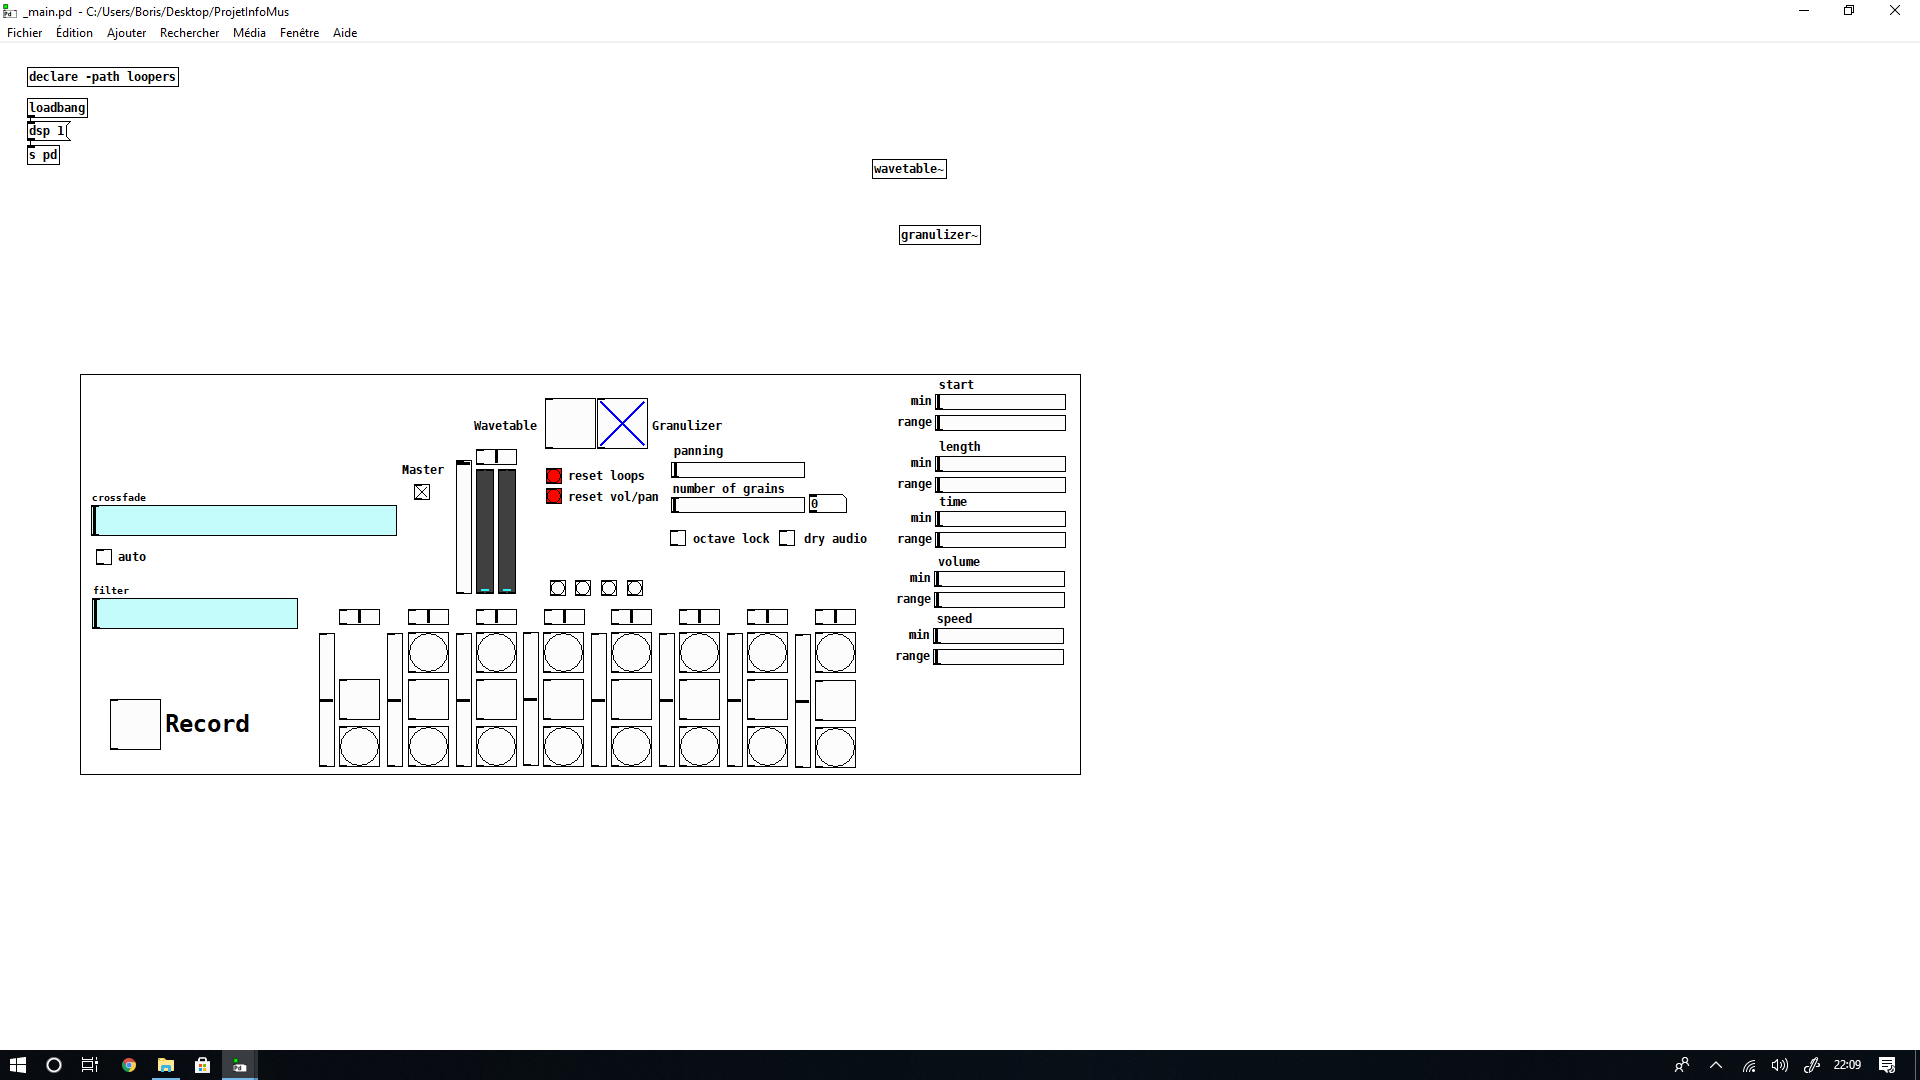 _main.pd - C:/Users/Boris/Desktop/ProjetInfoMus
Fichier Édition Ajouter Rechercher Média Fenêtre Aide
declare -path loopers
loadbang
dsp 1
s pd
wavetable~
granulizer~
start
min
range
length
min
range
time
min
range
volume
min
range
speed
min
range
Wavetable
Granulizer
panning
Master
reset loops
number of grains
reset vol/pan
0
crossfade
octave lock
dry audio
auto
filter
Record
Pd
22:09